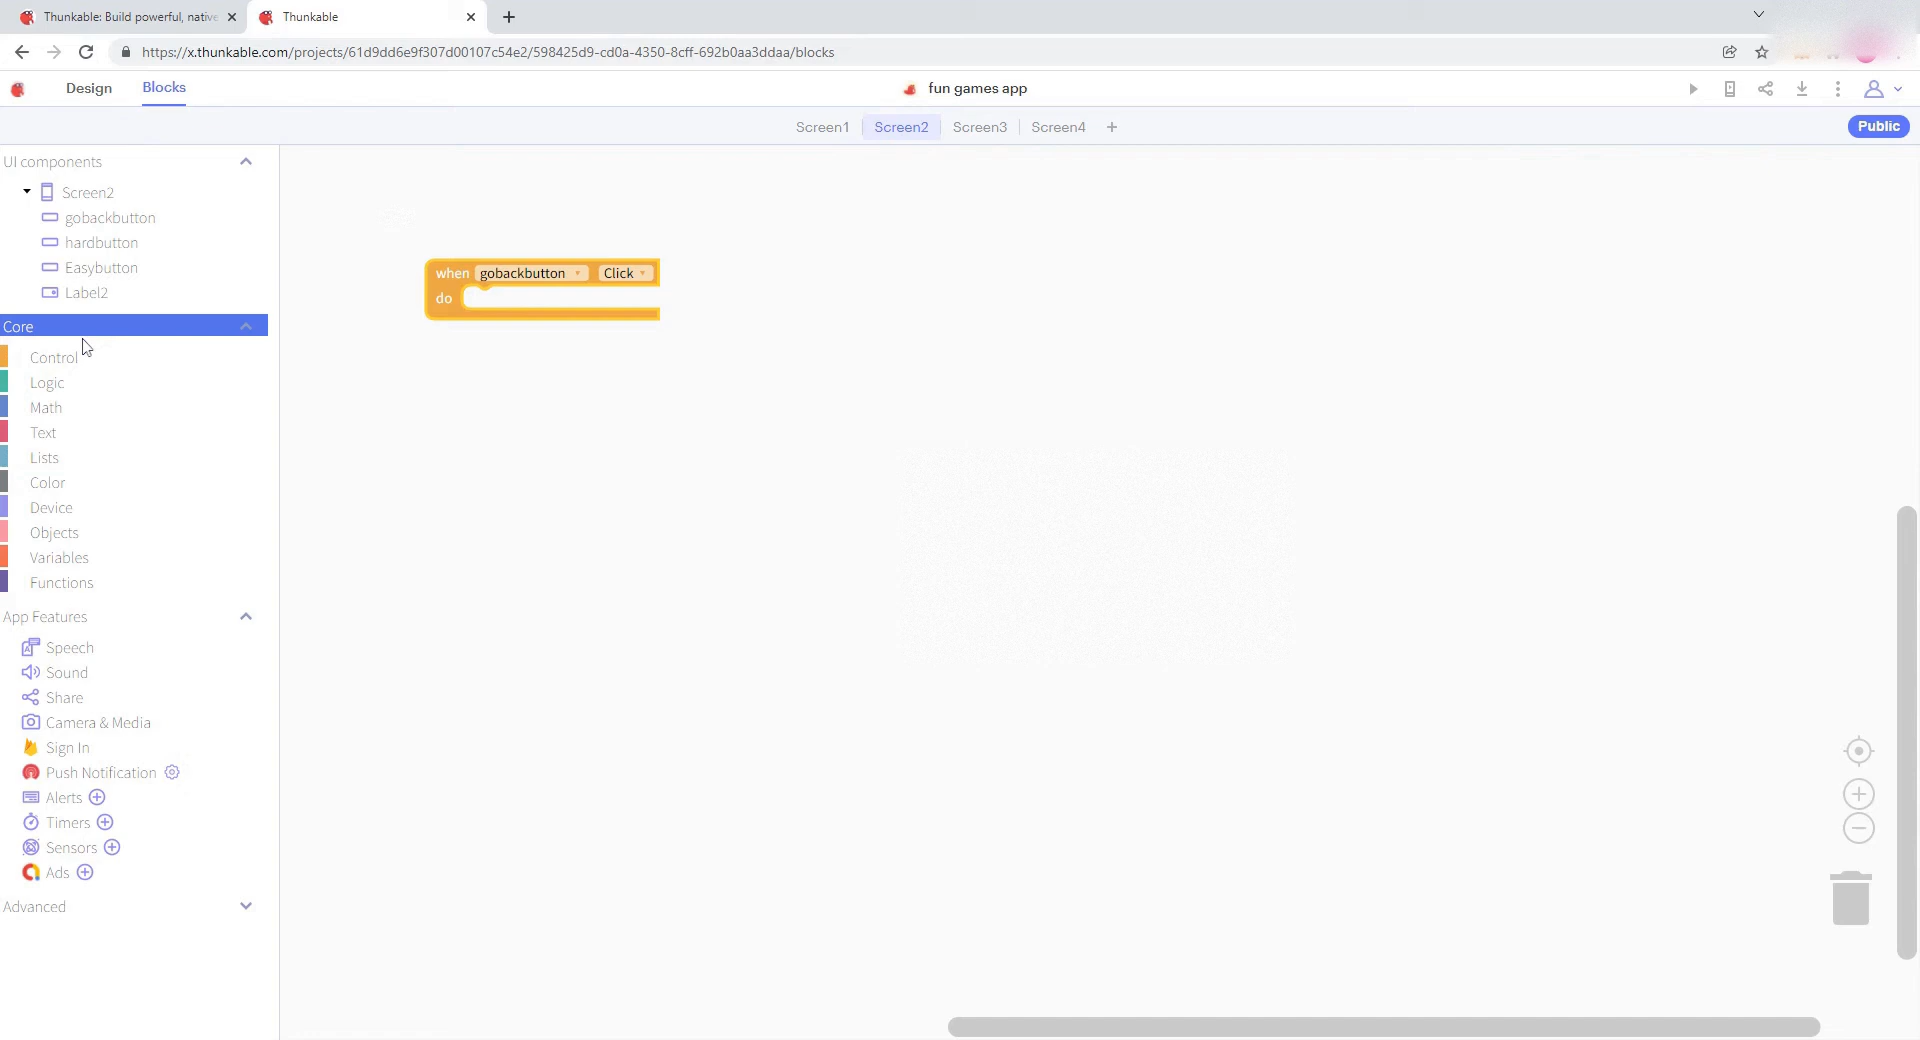 Thunkable: Build powerful, native
Thunkable
https://x.thunkable.com/projects/61d9dd6e9f307d00107c54e2/598425d9-cd0a-4350-8cff-692b0aa3ddaa/blocks
Design
Blocks
fun games app
Screen1
Screen2
Screen3
Screen4
Public
UI components
Screen2
gobackbutton
hardbutton
Easybutton
Label2
when gobackbutton Click
do
Core
Control
Logic
Math
Text
Lists
Color
Device
Objects
Variables
Functions
App Features
Speech
Sound
Share
Camera & Media
Sign In
Push Notification
Alerts
Timers
Sensors
Ads
Advanced